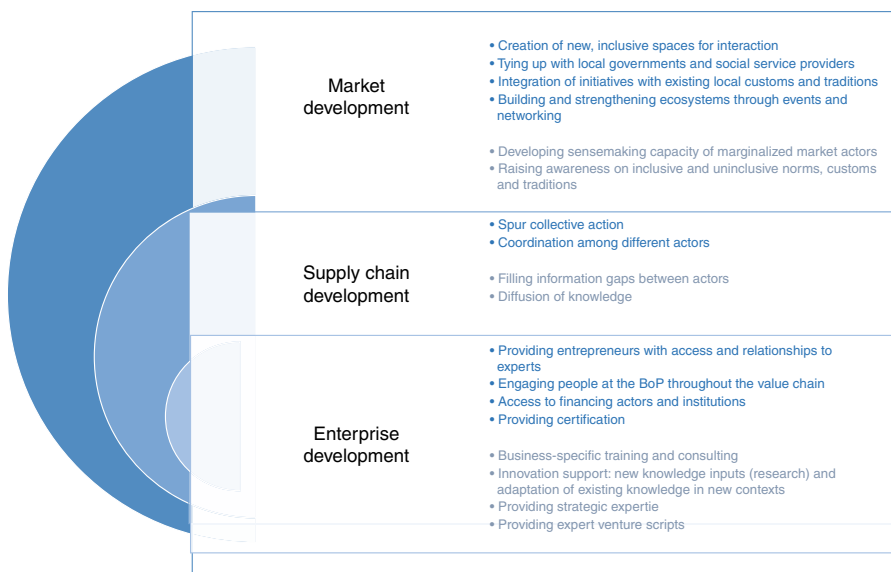 Market
development
• Creation of new, inclusive spaces for interaction
• Tying up with local governments and social service providers
• Integration of initiatives with existing local customs and traditions
• Building and strengthening ecosystems through events and
networking
• Developing sensemaking capacity of marginalized market actors
• Raising awareness on inclusive and uninclusive norms, customs
and traditions
Supply chain
development
• Spur collective action
• Coordination among different actors
• Filling information gaps between actors
• Diffusion of knowledge
Enterprise
development
• Providing entrepreneurs with access and relationships to
experts
• Engaging people at the BoP throughout the value chain
• Access to financing actors and institutions
• Providing certification
• Business-specific training and consulting
• Innovation support: new knowledge inputs (research) and
adaptation of existing knowledge in new contexts
• Providing strategic expertie
• Providing expert venture scripts